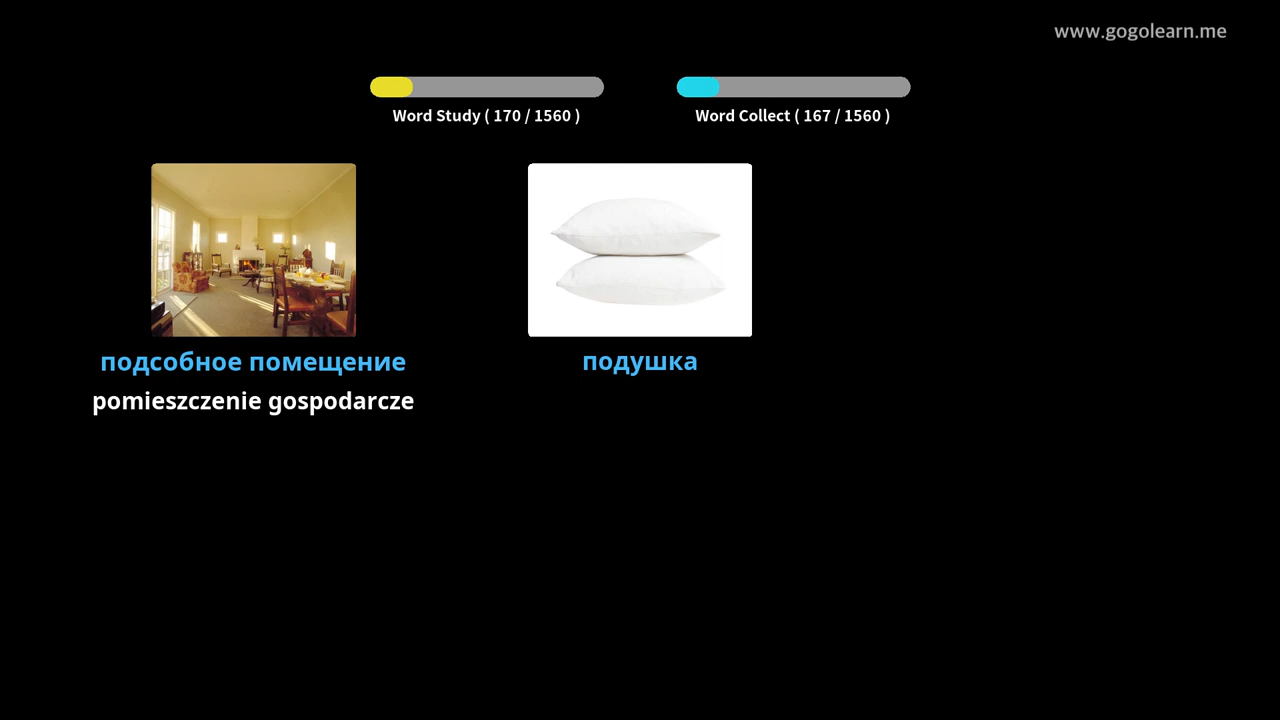 www.gogolearn.me
Word Study ( 170 / 1560 )
Word Collect ( 167 / 1560 )
подсобное помещение
pomieszczenie gospodarcze
подушка